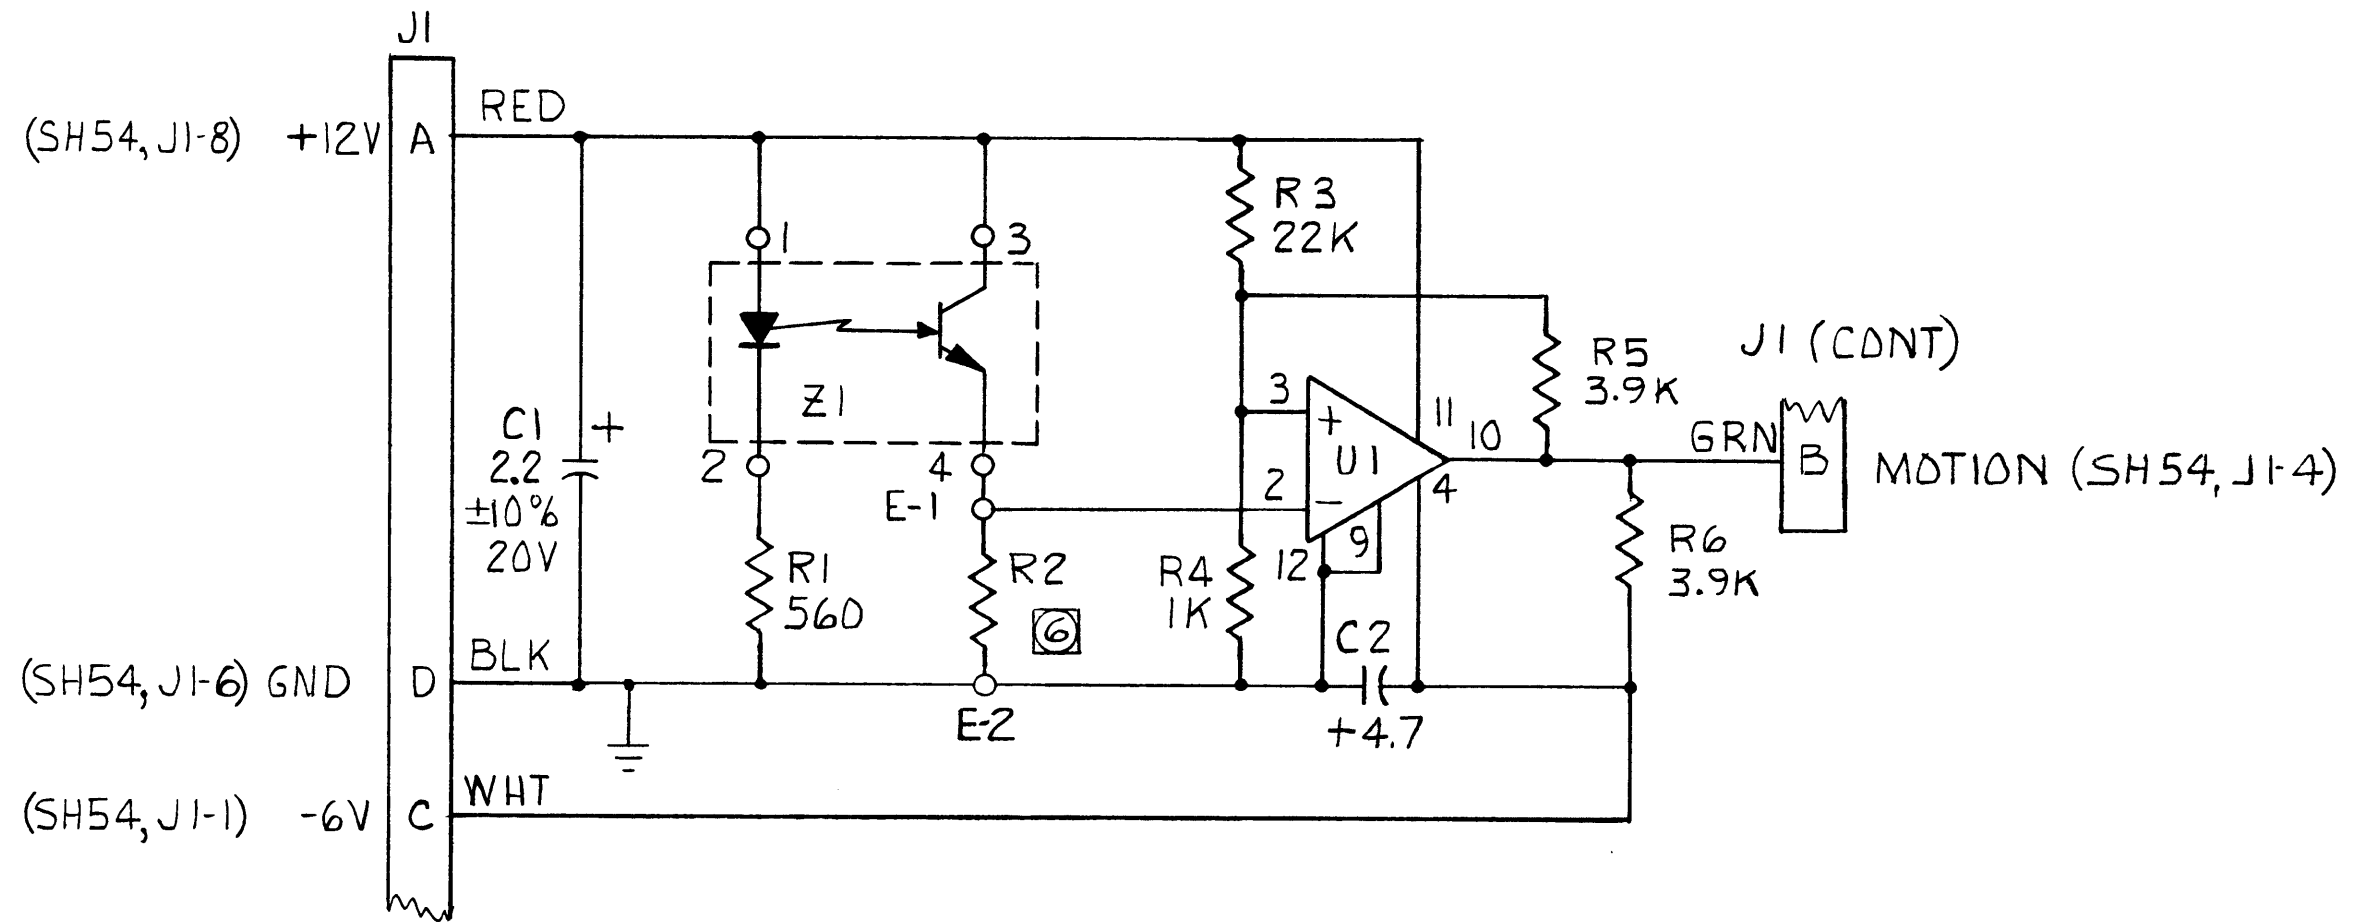 J1
RED
(SH54, J1-8) +12V A
R3
22K
1
3
J1 (CONT)
R5
3.9K
Z1
3
+
11
C1 +
2.2
±10%
20V
U1
10
GRN
B
MOTION (SH54, J1-4)
2
4
E-1
2
−
4
9
12
R1
560
R2
6
R4
1K
R6
3.9K
C2
+4.7
BLK
(SH54, J1-6) GND D
E-2
WHT
(SH54, J1-1) -6V C